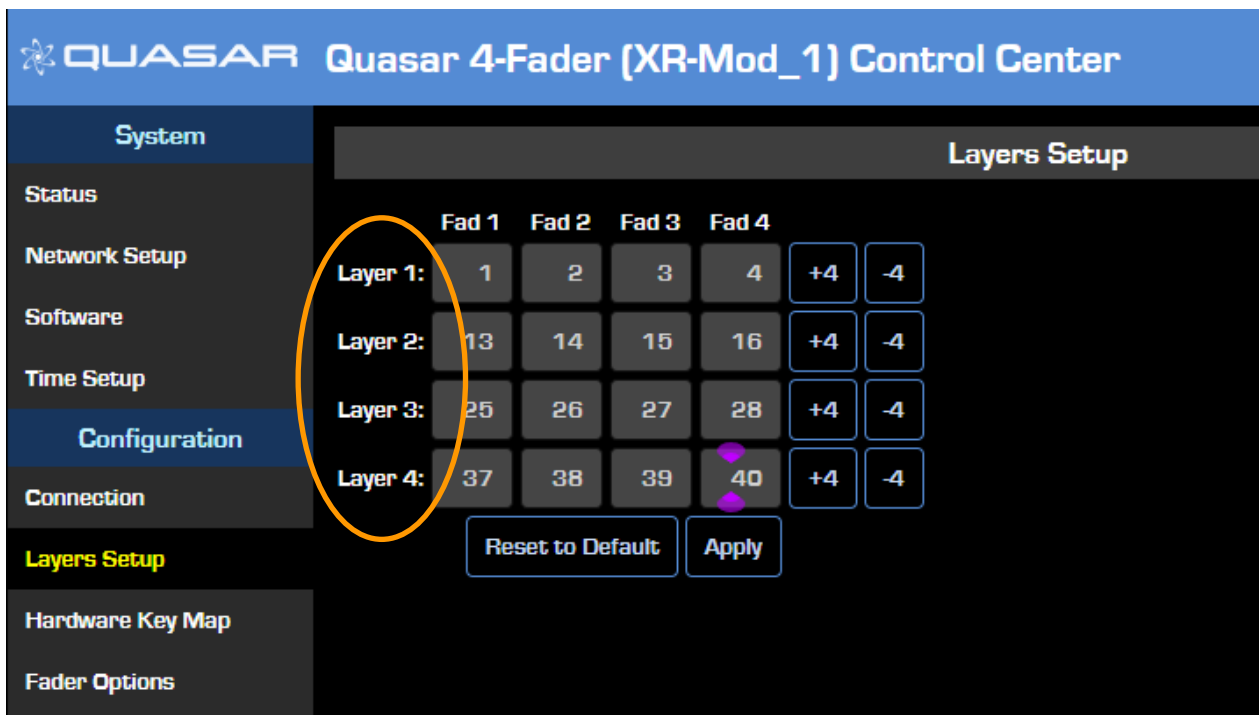 QUASAR Quasar 4-Fader (XR-Mod_1) Control Center
System
Status
Network Setup
Software
Time Setup
Configuration
Connection
Layers Setup
Hardware Key Map
Fader Options
Layers Setup
Fad 1 Fad 2 Fad 3 Fad 4
Layer 1: 1 2 3 4 +4 -4
Layer 2: 13 14 15 16 +4 -4
Layer 3: 25 26 27 28 +4 -4
Layer 4: 37 38 39 40 +4 -4
Reset to Default Apply